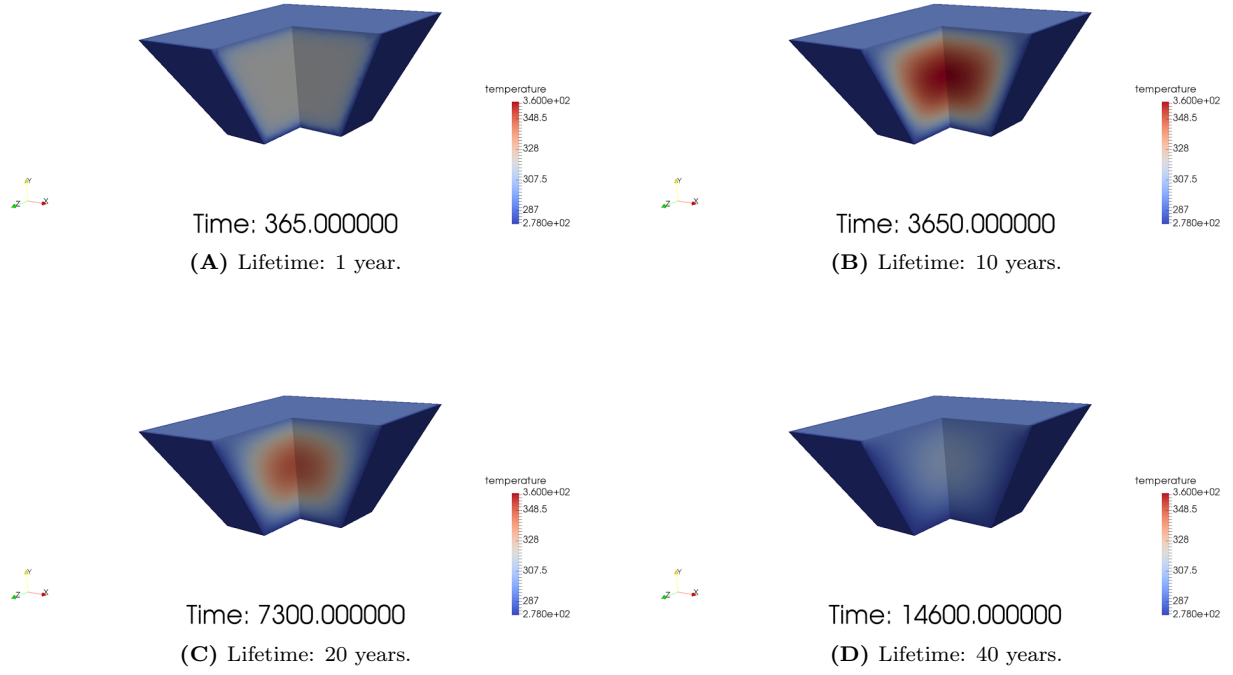 temperature
3.600e+02
348.5
328
307.5
287
2.780e+02
Y
Z
X
Time: 365.000000
(A) Lifetime: 1 year.
temperature
3.600e+02
348.5
328
307.5
287
2.780e+02
Y
Z
X
Time: 3650.000000
(B) Lifetime: 10 years.
temperature
3.600e+02
348.5
328
307.5
287
2.780e+02
Y
Z
X
Time: 7300.000000
(C) Lifetime: 20 years.
temperature
3.600e+02
348.5
328
307.5
287
2.780e+02
Y
Z
X
Time: 14600.000000
(D) Lifetime: 40 years.